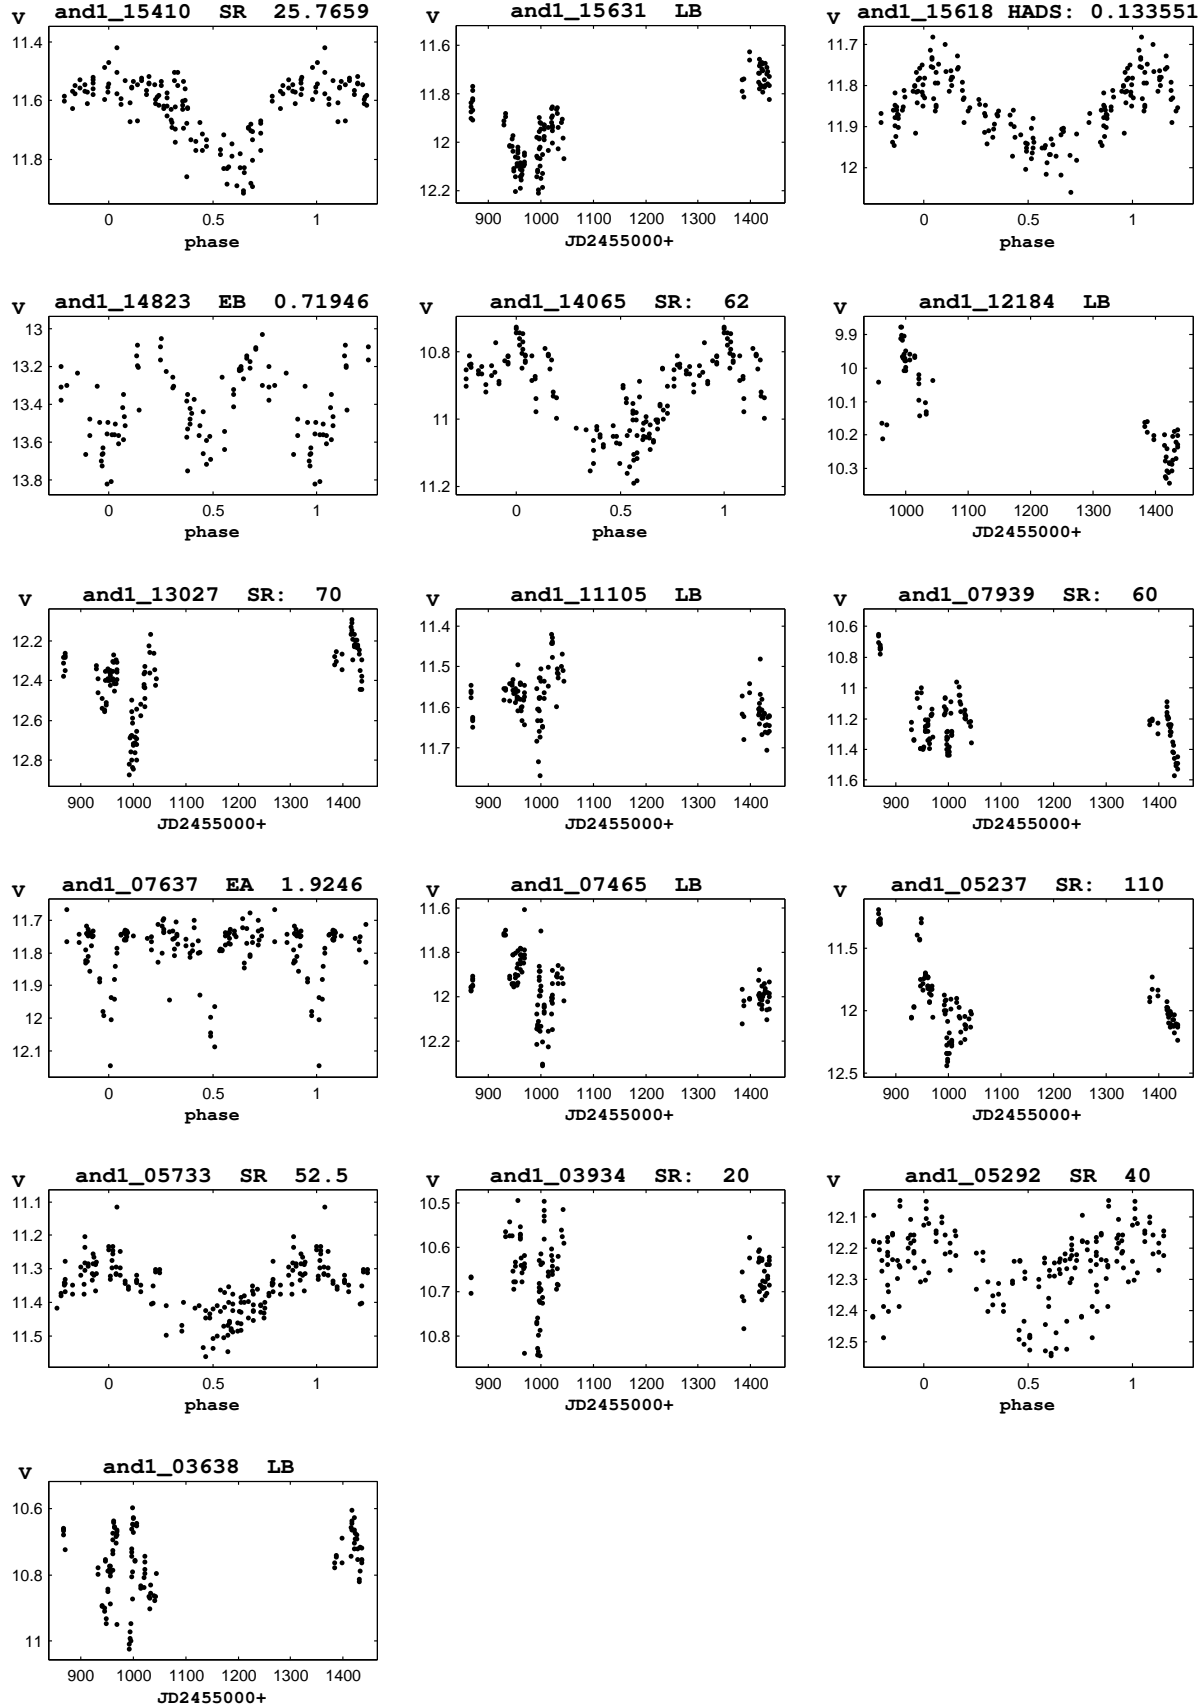 V and1_15410 SR 25.7659
11.4
11.6
11.8
0 0.5 1
phase
V and1_15631 LB
11.6
11.8
12
12.2
900 1000 1100 1200 1300 1400
JD2455000+
V and1_15618 HADS: 0.133551
11.7
11.8
11.9
12
0 0.5 1
phase
V and1_14823 EB 0.71946
13
13.2
13.4
13.6
13.8
0 0.5 1
phase
V and1_14065 SR: 62
10.8
11
11.2
0 0.5 1
phase
V and1_12184 LB
9.9
10
10.1
10.2
10.3
1000 1100 1200 1300 1400
JD2455000+
V and1_13027 SR: 70
12.2
12.4
12.6
12.8
900 1000 1100 1200 1300 1400
JD2455000+
V and1_11105 LB
11.4
11.5
11.6
11.7
900 1000 1100 1200 1300 1400
JD2455000+
V and1_07939 SR: 60
10.6
10.8
11
11.2
11.4
11.6
900 1000 1100 1200 1300 1400
JD2455000+
V and1_07637 EA 1.9246
11.7
11.8
11.9
12
12.1
0 0.5 1
phase
V and1_07465 LB
11.6
11.8
12
12.2
900 1000 1100 1200 1300 1400
JD2455000+
V and1_05237 SR: 110
11.5
12
12.5
900 1000 1100 1200 1300 1400
JD2455000+
V and1_05733 SR 52.5
11.1
11.2
11.3
11.4
11.5
0 0.5 1
phase
V and1_03934 SR: 20
10.5
10.6
10.7
10.8
900 1000 1100 1200 1300 1400
JD2455000+
V and1_05292 SR 40
12.1
12.2
12.3
12.4
12.5
0 0.5 1
phase
V and1_03638 LB
10.6
10.8
11
900 1000 1100 1200 1300 1400
JD2455000+